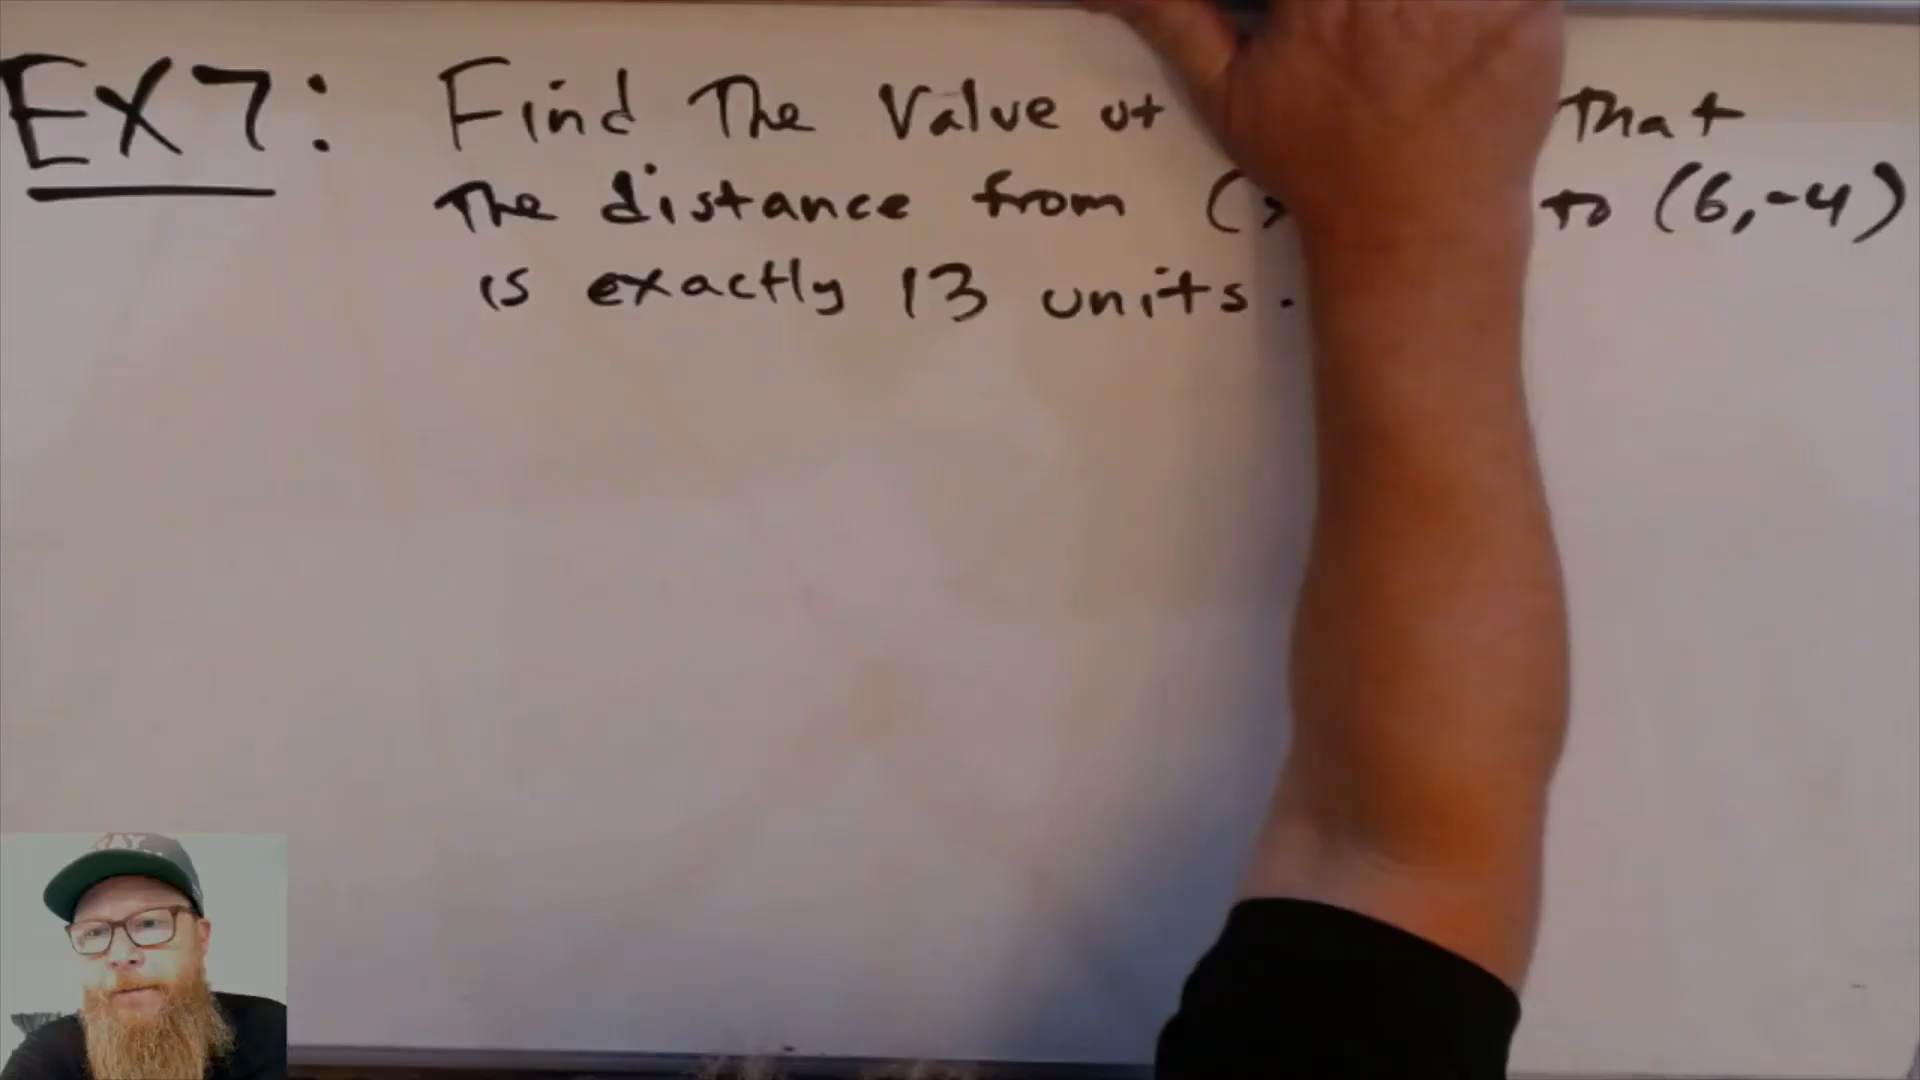 EX7: Find The Value of that
The distance from ( to (6,-4)
is exactly 13 units.